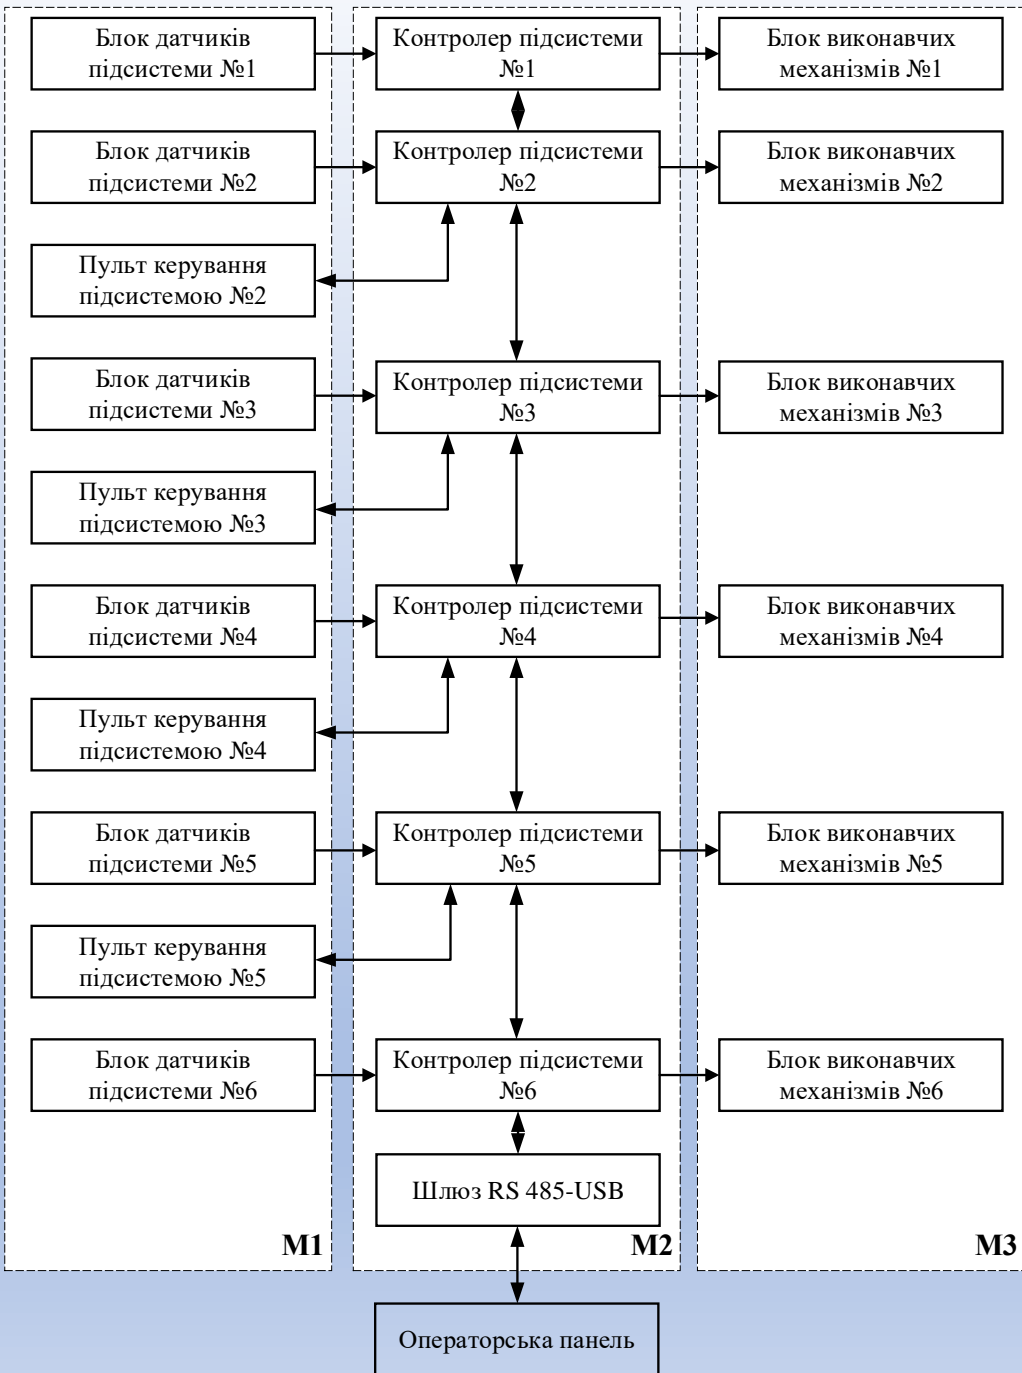 Блок датчиків
підсистеми №1
Контролер підсистеми
№1
Блок виконавчих
механізмів №1
Блок датчиків
підсистеми №2
Контролер підсистеми
№2
Блок виконавчих
механізмів №2
Пульт керування
підсистемою №2
Блок датчиків
підсистеми №3
Контролер підсистеми
№3
Блок виконавчих
механізмів №3
Пульт керування
підсистемою №3
Блок датчиків
підсистеми №4
Контролер підсистеми
№4
Блок виконавчих
механізмів №4
Пульт керування
підсистемою №4
Блок датчиків
підсистеми №5
Контролер підсистеми
№5
Блок виконавчих
механізмів №5
Пульт керування
підсистемою №5
Блок датчиків
підсистеми №6
Контролер підсистеми
№6
Блок виконавчих
механізмів №6
Шлюз RS 485-USB
М1
М2
М3
Операторська панель